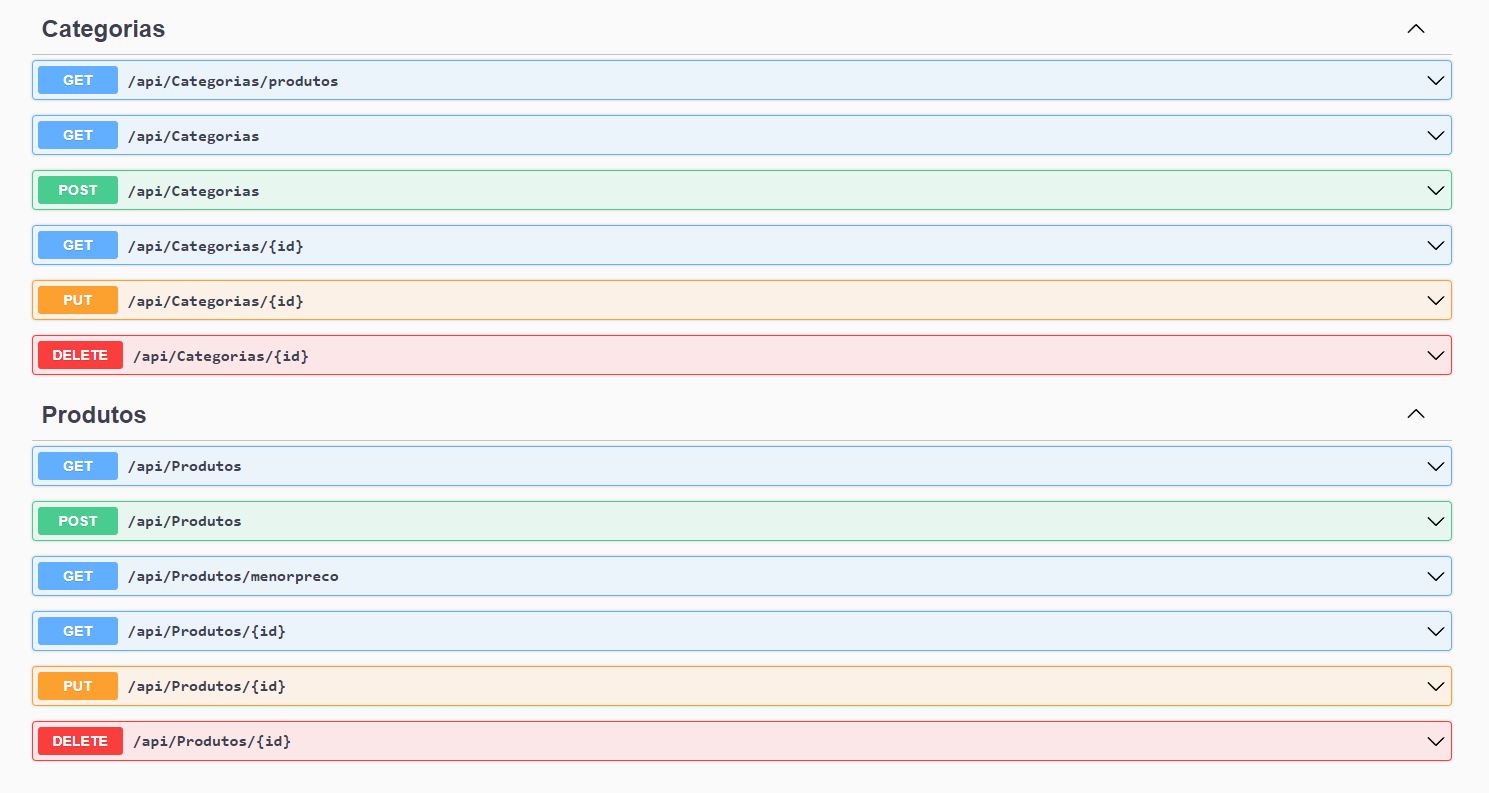 Categorias
GET /api/Categorias/produtos
GET /api/Categorias
POST /api/Categorias
GET /api/Categorias/{id}
PUT /api/Categorias/{id}
DELETE /api/Categorias/{id}
Produtos
GET /api/Produtos
POST /api/Produtos
GET /api/Produtos/menorpreco
GET /api/Produtos/{id}
PUT /api/Produtos/{id}
DELETE /api/Produtos/{id}